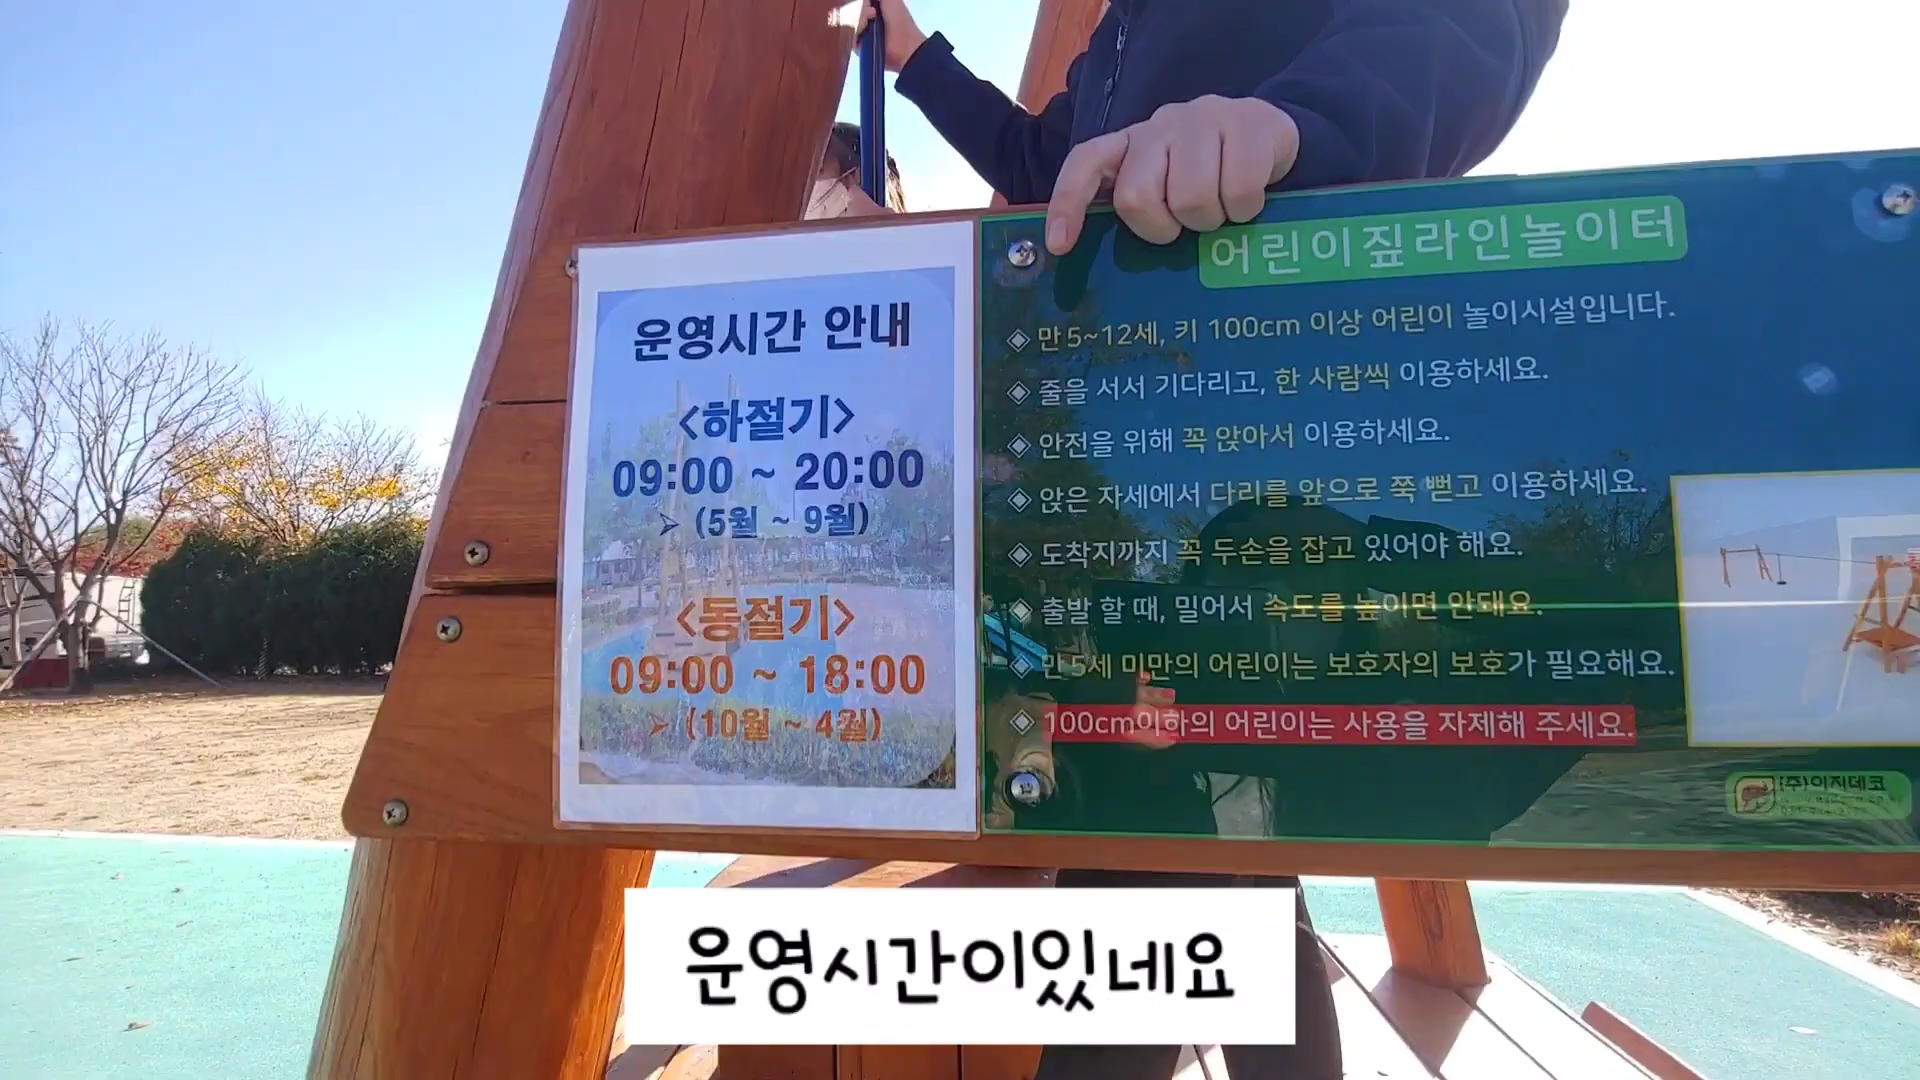 운영시간 안내
<하절기>
09:00 ~ 20:00
➢ (5월 ~ 9월)
<동절기>
09:00 ~ 18:00
➢ (10월 ~ 4월)
어린이짚라인놀이터
◈ 만 5~12세, 키 100cm 이상 어린이 놀이시설입니다.
◈ 줄을 서서 기다리고, 한 사람씩 이용하세요.
◈ 안전을 위해 꼭 앉아서 이용하세요.
◈ 앉은 자세에서 다리를 앞으로 쭉 뻗고 이용하세요.
◈ 도착지까지 꼭 두손을 잡고 있어야 해요.
◈ 출발 할 때, 밀어서 속도를 높이면 안돼요.
◈ 만 5세 미만의 어린이는 보호자의 보호가 필요해요.
◈ 100cm이하의 어린이는 사용을 자제해 주세요.
(주)이지데코
운영시간이있네요